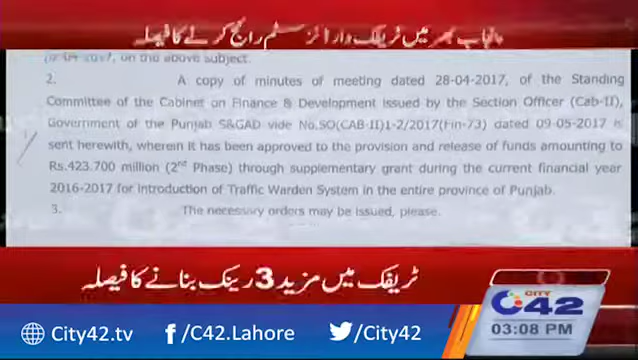 پنجاب بھر میں ٹریفک وارڈنز سسٹم رائج کرنے کا فیصلہ
on the above subject.
2. A copy of minutes of meeting dated 28-04-2017, of the Standing
Committee of the Cabinet on Finance & Development issued by the Section Officer (Cab-II),
Government of the Punjab S&GAD vide No.SO(CAB-II)1-2/2017(Fin-73) dated 09-05-2017 is
sent herewith, wherein it has been approved to the provision and release of funds amounting to
Rs.423.700 million (2nd Phase) through supplementary grant during the current financial year
2016-2017 for introduction of Traffic Warden System in the entire province of Punjab.
3. The necessary orders may be issued, please.
ٹریفک میں مزید 3 رینک بنانے کا فیصلہ
CITY
42
03:08 PM
City42.tv
/C42.Lahore
/City42